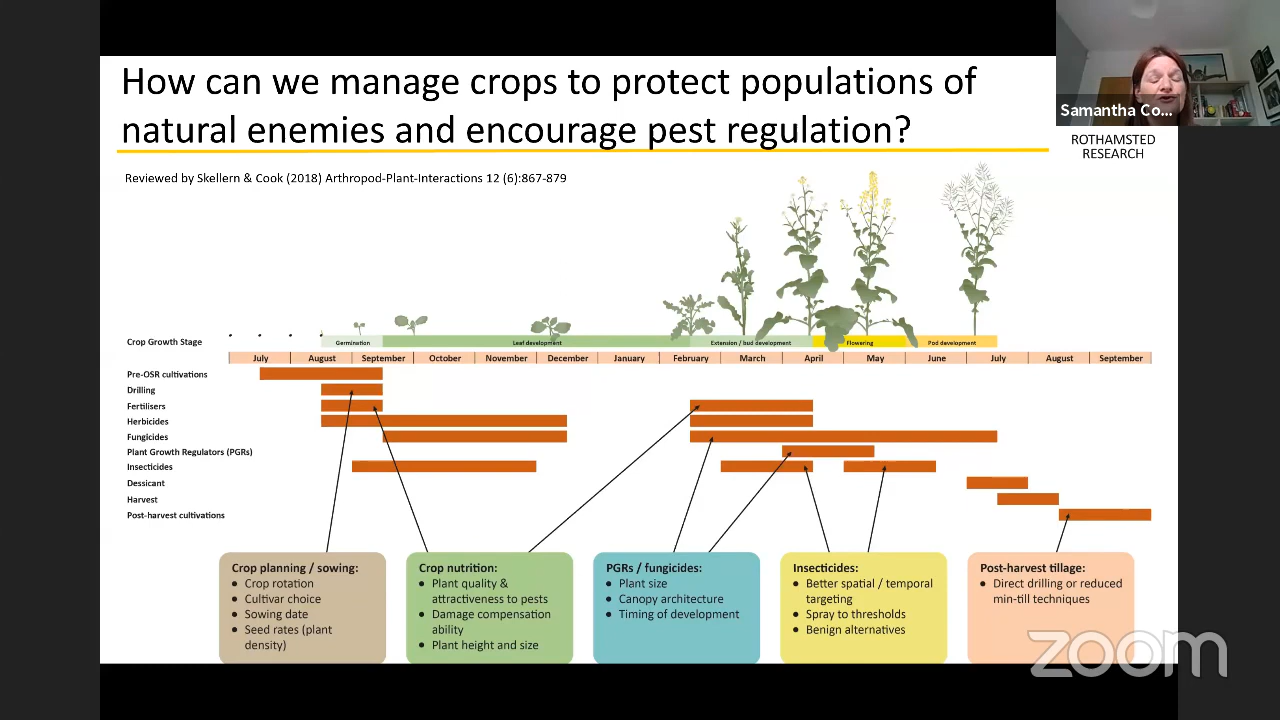 How can we manage crops to protect populations of
natural enemies and encourage pest regulation?
Samantha Co...
ROTHAMSTED
RESEARCH
Reviewed by Skellern & Cook (2018) Arthropod-Plant-Interactions 12 (6):867-879
Crop Growth Stage
Germination
Leaf development
Extension / bud development
Flowering
Pod development
July August September October November December January February March April May June July August September
Pre-OSR cultivations
Drilling
Fertilisers
Herbicides
Fungicides
Plant Growth Regulators (PGRs)
Insecticides
Dessicant
Harvest
Post-harvest cultivations
Crop planning / sowing:
• Crop rotation
• Cultivar choice
• Sowing date
• Seed rates (plant
density)
Crop nutrition:
• Plant quality &
attractiveness to pests
• Damage compensation
ability
• Plant height and size
PGRs / fungicides:
• Plant size
• Canopy architecture
• Timing of development
Insecticides:
• Better spatial / temporal
targeting
• Spray to thresholds
• Benign alternatives
Post-harvest tillage:
• Direct drilling or reduced
min-till techniques
zoom